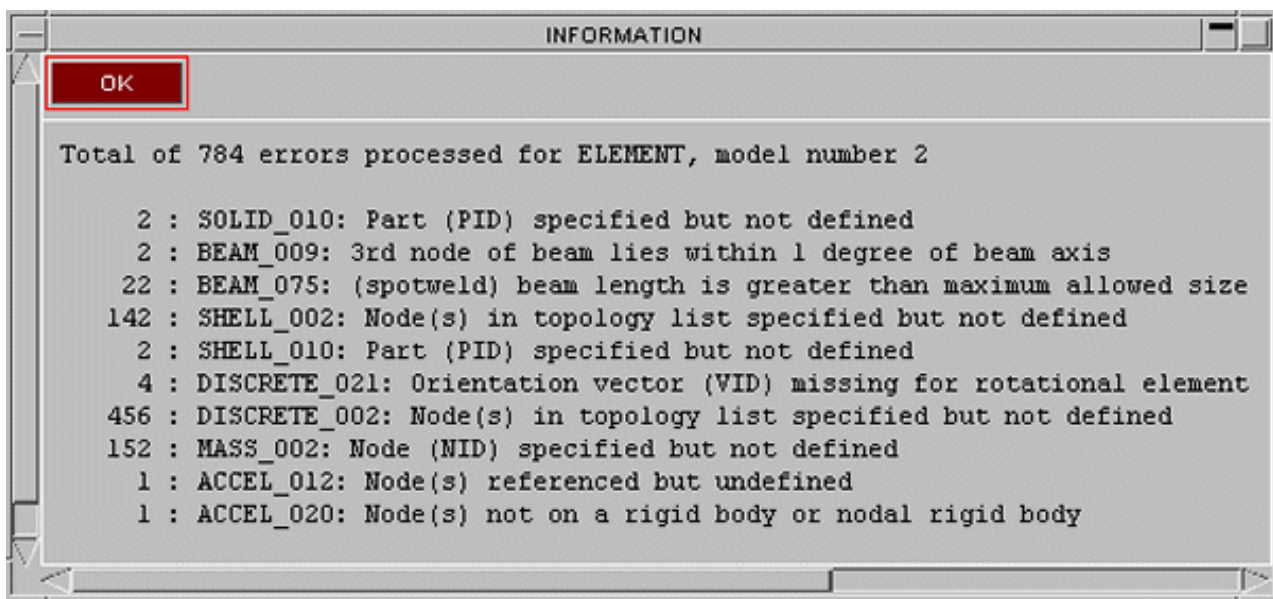 INFORMATION
OK
Total of 784 errors processed for ELEMENT, model number 2
2 : SOLID_010: Part (PID) specified but not defined
2 : BEAM_009: 3rd node of beam lies within 1 degree of beam axis
22 : BEAM_075: (spotweld) beam length is greater than maximum allowed size
142 : SHELL_002: Node(s) in topology list specified but not defined
2 : SHELL_010: Part (PID) specified but not defined
4 : DISCRETE_021: Orientation vector (VID) missing for rotational element
456 : DISCRETE_002: Node(s) in topology list specified but not defined
152 : MASS_002: Node (NID) specified but not defined
1 : ACCEL_012: Node(s) referenced but undefined
1 : ACCEL_020: Node(s) not on a rigid body or nodal rigid body